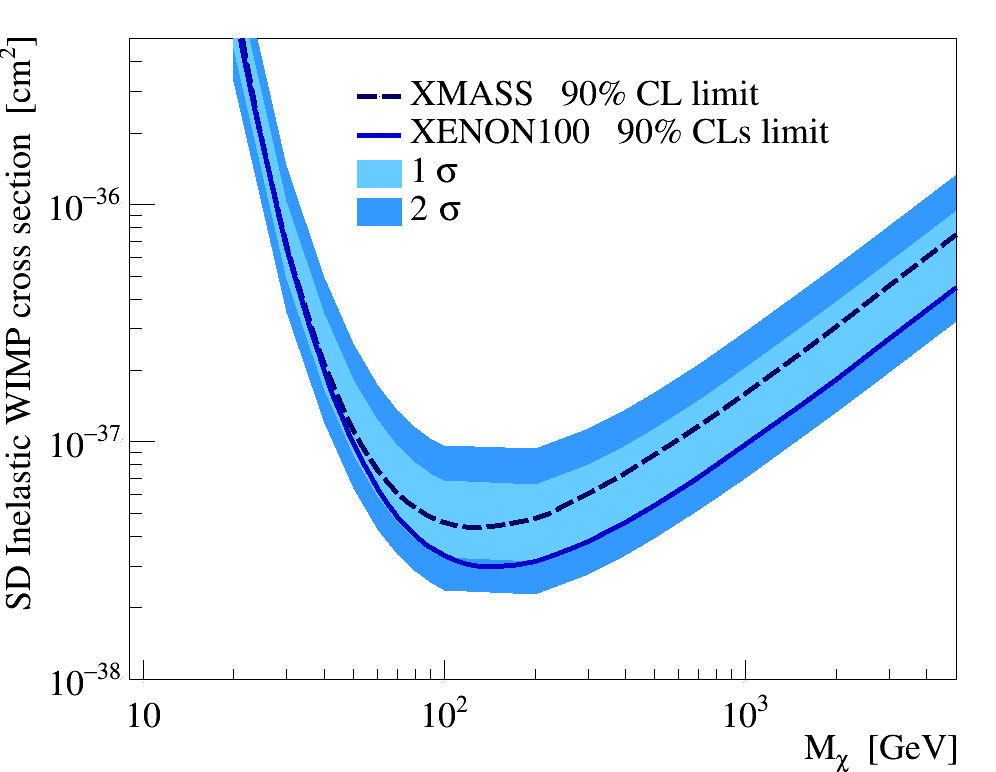 SD Inelastic WIMP cross section [cm²]
XMASS 90% CL limit
XENON100 90% CLs limit
1 σ
2 σ
10⁻³⁶
10⁻³⁷
10⁻³⁸
10 10² 10³
Mᵪ [GeV]